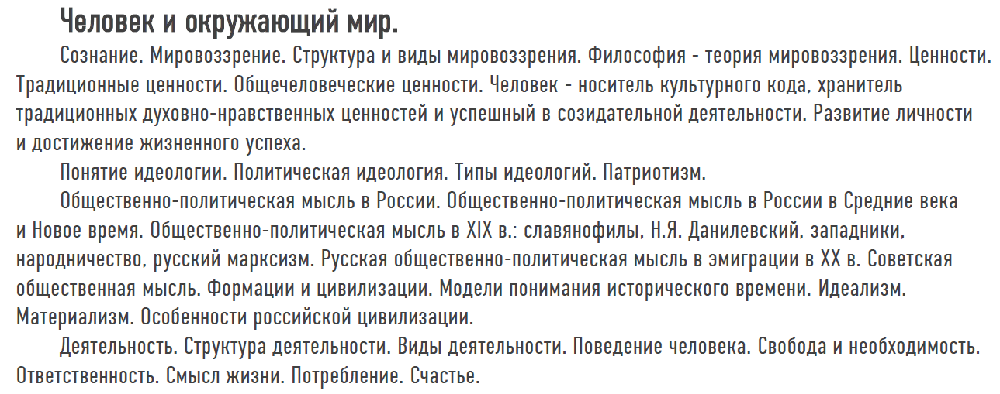 Человек и окружающий мир.
Сознание. Мировоззрение. Структура и виды мировоззрения. Философия - теория мировоззрения. Ценности.
Традиционные ценности. Общечеловеческие ценности. Человек - носитель культурного кода, хранитель
традиционных духовно-нравственных ценностей и успешный в созидательной деятельности. Развитие личности
и достижение жизненного успеха.
Понятие идеологии. Политическая идеология. Типы идеологий. Патриотизм.
Общественно-политическая мысль в России. Общественно-политическая мысль в России в Средние века
и Новое время. Общественно-политическая мысль в XIX в.: славянофилы, Н.Я. Данилевский, западники,
народничество, русский марксизм. Русская общественно-политическая мысль в эмиграции в XX в. Советская
общественная мысль. Формации и цивилизации. Модели понимания исторического времени. Идеализм.
Материализм. Особенности российской цивилизации.
Деятельность. Структура деятельности. Виды деятельности. Поведение человека. Свобода и необходимость.
Ответственность. Смысл жизни. Потребление. Счастье.